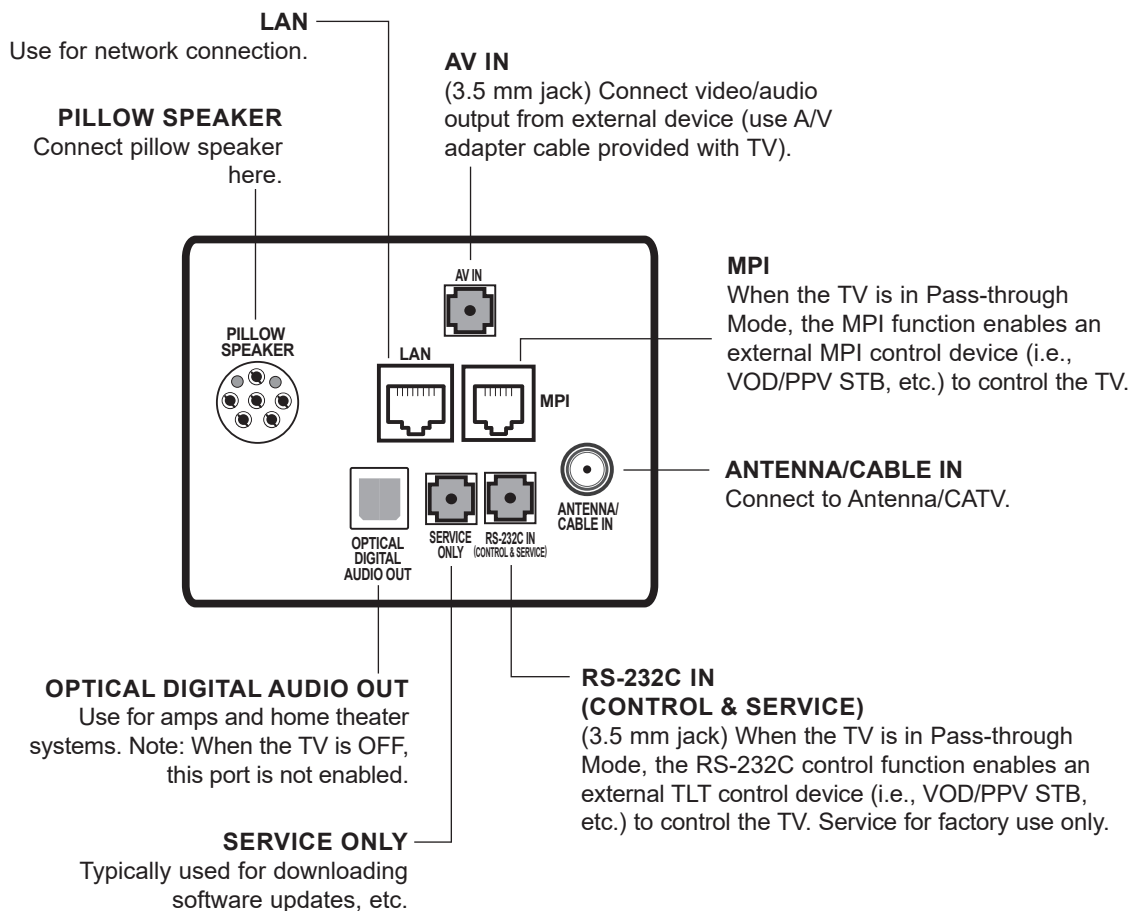 LAN
Use for network connection.
PILLOW SPEAKER
Connect pillow speaker
here.
AV IN
(3.5 mm jack) Connect video/audio
output from external device (use A/V
adapter cable provided with TV).
MPI
When the TV is in Pass-through
Mode, the MPI function enables an
external MPI control device (i.e.,
VOD/PPV STB, etc.) to control the TV.
ANTENNA/CABLE IN
Connect to Antenna/CATV.
AV IN
PILLOW
SPEAKER
LAN
MPI
ANTENNA/
CABLE IN
OPTICAL
DIGITAL
AUDIO OUT
SERVICE
ONLY
RS-232C IN
(CONTROL & SERVICE)
OPTICAL DIGITAL AUDIO OUT
Use for amps and home theater
systems. Note: When the TV is OFF,
this port is not enabled.
SERVICE ONLY
Typically used for downloading
software updates, etc.
RS-232C IN
(CONTROL & SERVICE)
(3.5 mm jack) When the TV is in Pass-through
Mode, the RS-232C control function enables an
external TLT control device (i.e., VOD/PPV STB,
etc.) to control the TV. Service for factory use only.